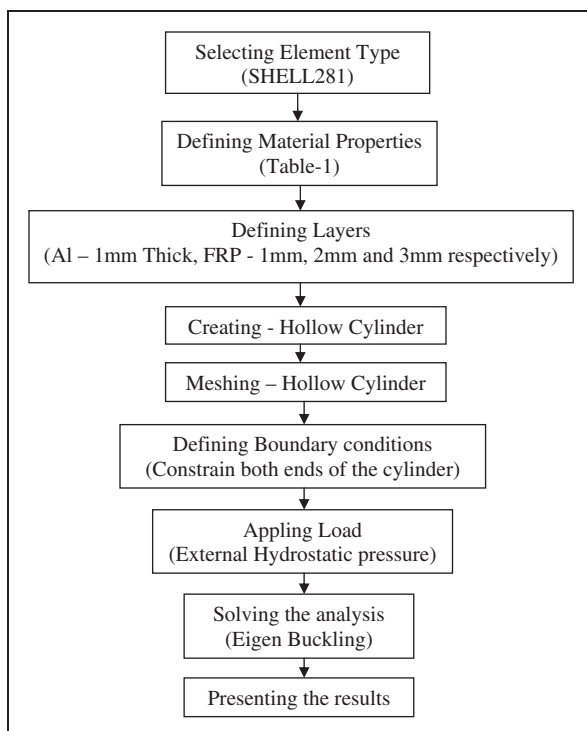 Selecting Element Type
(SHELL281)
Defining Material Properties
(Table-1)
Defining Layers
(Al – 1mm Thick, FRP - 1mm, 2mm and 3mm respectively)
Creating - Hollow Cylinder
Meshing – Hollow Cylinder
Defining Boundary conditions
(Constrain both ends of the cylinder)
Appling Load
(External Hydrostatic pressure)
Solving the analysis
(Eigen Buckling)
Presenting the results